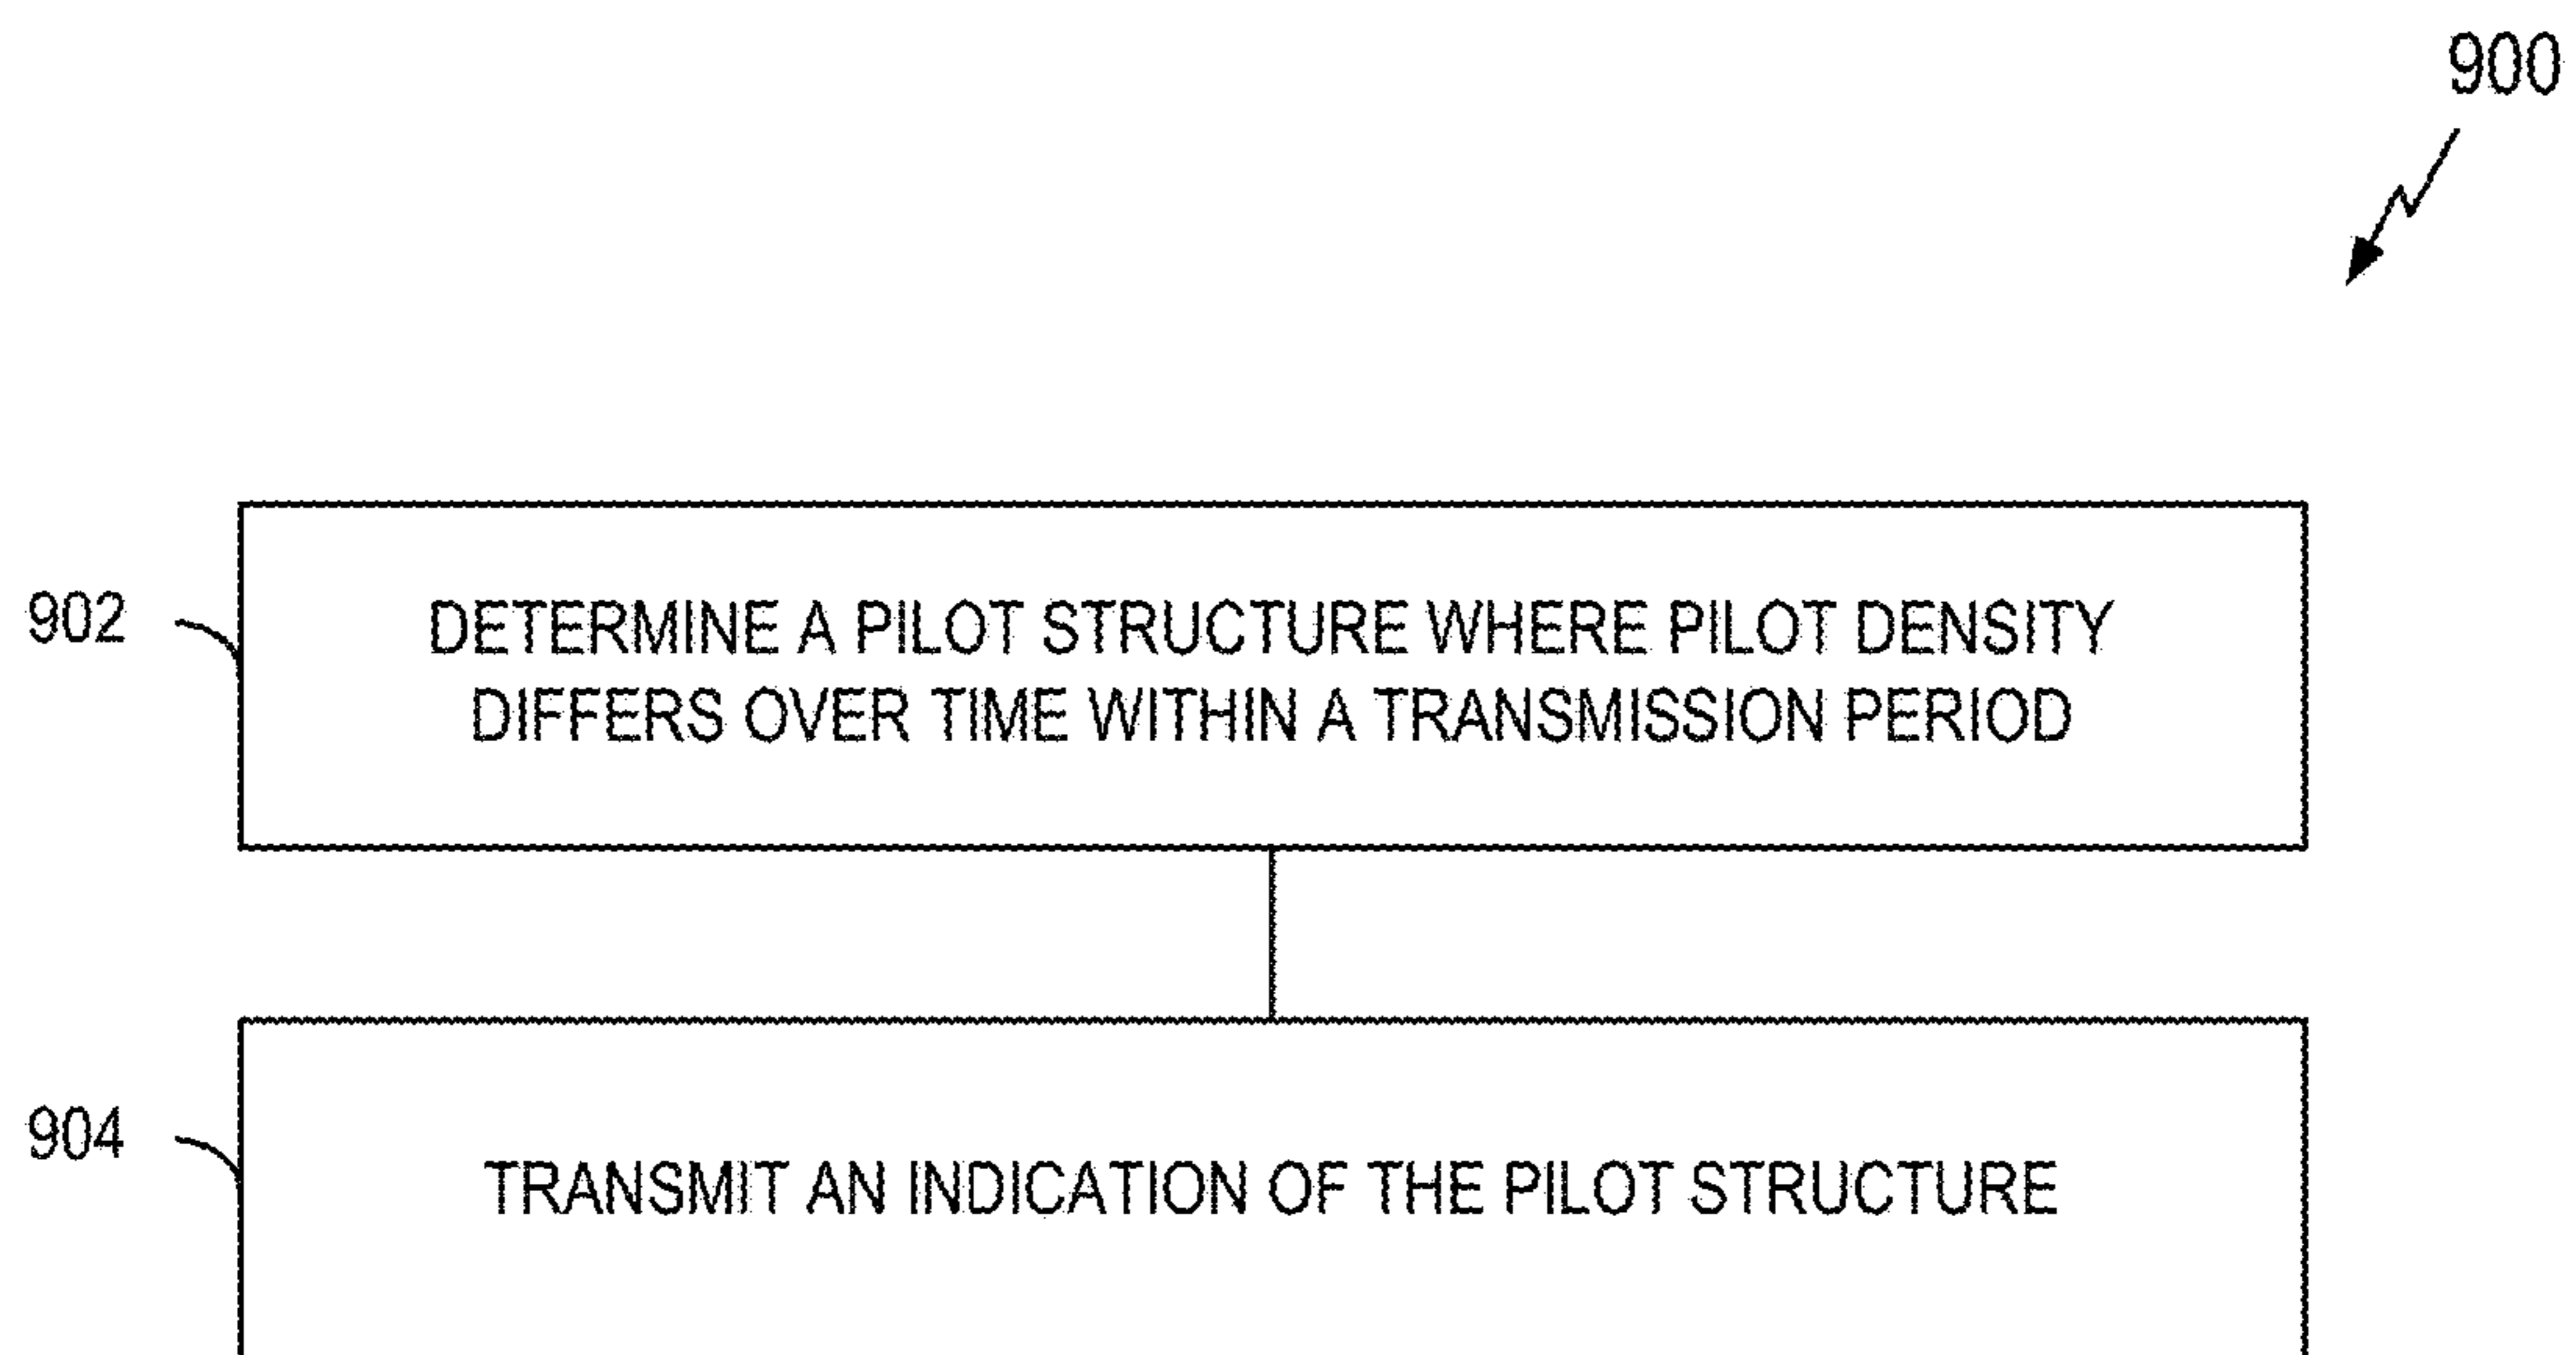 900
902
DETERMINE A PILOT STRUCTURE WHERE PILOT DENSITY
DIFFERS OVER TIME WITHIN A TRANSMISSION PERIOD
904
TRANSMIT AN INDICATION OF THE PILOT STRUCTURE